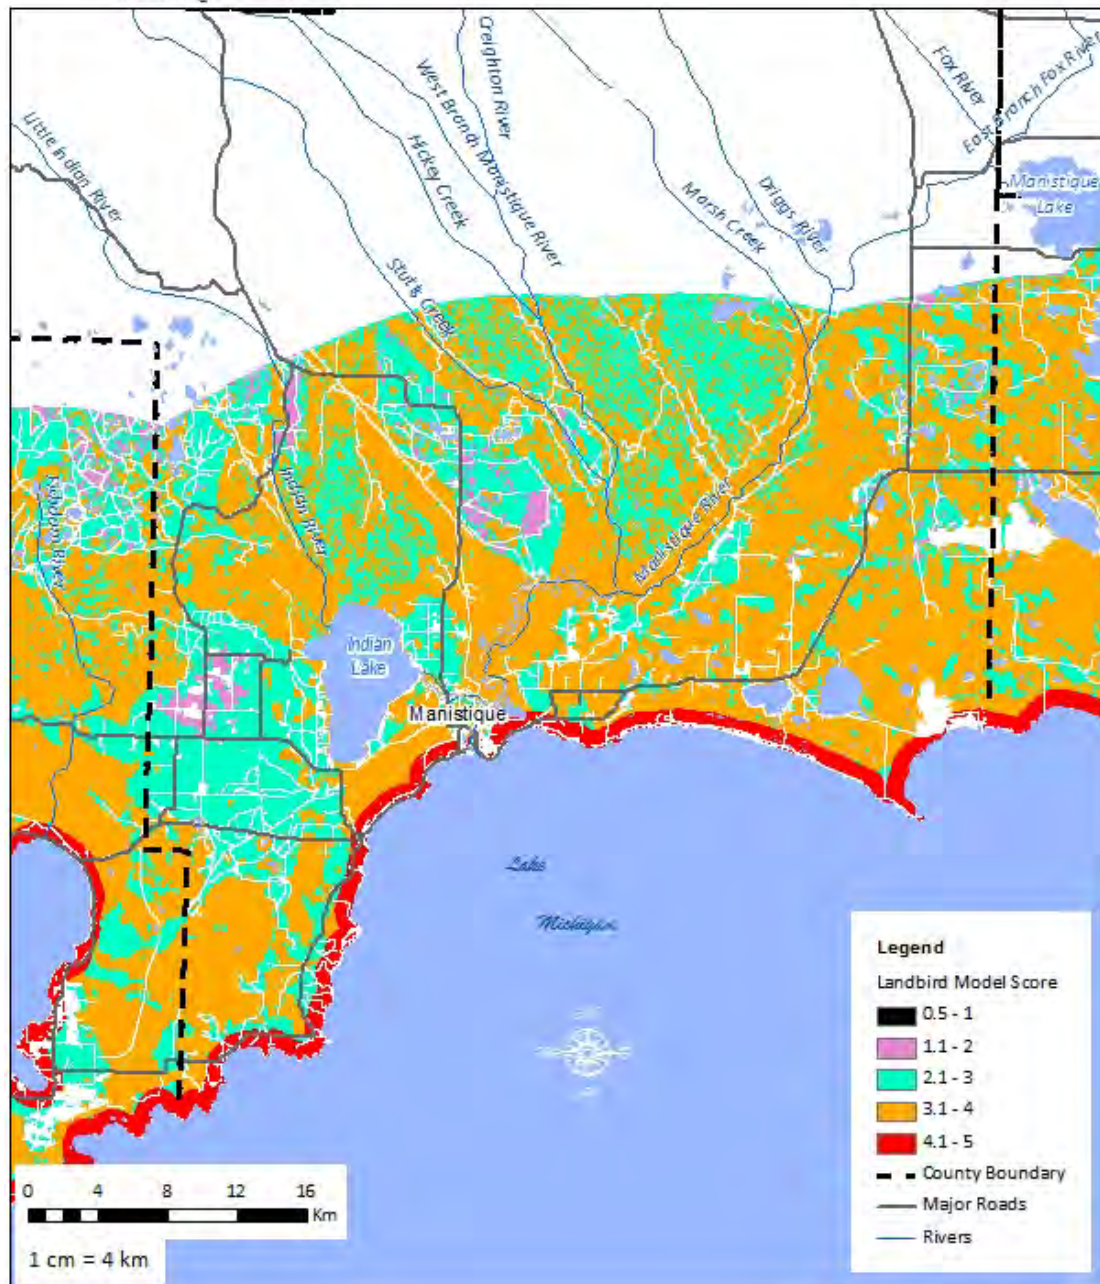 Creighton River
West Branch Manistique River
Fox River
East Branch Fox River
Little Indian River
Hickey Creek
Marsh Creek
Driggs River
Manistique
Lake
Stutts Creek
Indian River
Manistique River
Indian
Lake
Manistique
Lake
Michigan
Legend
Landbird Model Score
0.5 - 1
1.1 - 2
2.1 - 3
3.1 - 4
4.1 - 5
County Boundary
Major Roads
Rivers
0 4 8 12 16
Km
1 cm = 4 km